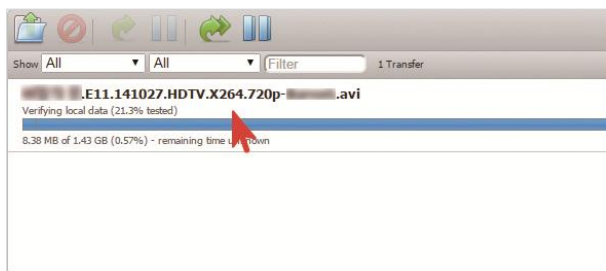 Show All All Filter 1 Transfer
.E11.141027.HDTV.X264.720p- .avi
Verifying local data (21.3% tested)
8.38 MB of 1.43 GB (0.57%) - remaining time